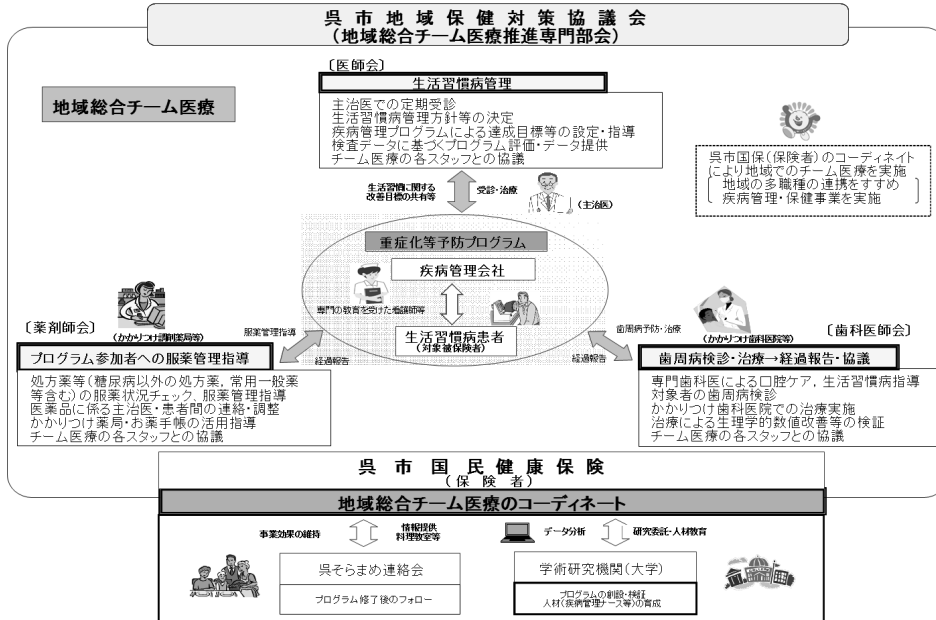 呉市地域保健対策協議会
(地域総合チーム医療推進専門部会)
地域総合チーム医療
〔医師会〕
生活習慣病管理
主治医での定期受診
生活習慣病管理方針等の決定
疾病管理プログラムによる達成目標等の設定・指導
検査データに基づくプログラム評価・データ提供
チーム医療の各スタッフとの協議
呉市国保(保険者)のコーディネイト
により地域でのチーム医療を実施
地域の多職種の連携をすすめ
疾病管理・保健事業を実施
生活習慣に関する
改善目標の共有等
受診・治療
(主治医)
重症化等予防プログラム
疾病管理会社
専門の教育を受けた看護師等
生活習慣病患者
(対象被保険者)
〔薬剤師会〕
(かかりつけ調剤薬局等)
服薬管理指導
経過報告
プログラム参加者への服薬管理指導
処方薬等(糖尿病以外の処方薬,常用一般薬
等含む)の服薬状況チェック、服薬管理指導
医薬品に係る主治医・患者間の連絡・調整
かかりつけ薬局・お薬手帳の活用指導
チーム医療の各スタッフとの協議
歯周病予防・治療
経過報告
(かかりつけ歯科医院等)
〔歯科医師会〕
歯周病検診・治療→経過報告・協議
専門歯科医による口腔ケア,生活習慣病指導
対象者の歯周病検診
かかりつけ歯科医院での治療実施
治療による生理学的数値改善等の検証
チーム医療の各スタッフとの協議
呉市国民健康保険
(保険者)
地域総合チーム医療のコーディネート
事業効果の維持
情報提供
料理教室等
データ分析
研究委託・人材教育
呉そらまめ連絡会
プログラム修了後のフォロー
学術研究機関(大学)
プログラムの創設・検証
人材(疾病管理ナース等)の育成